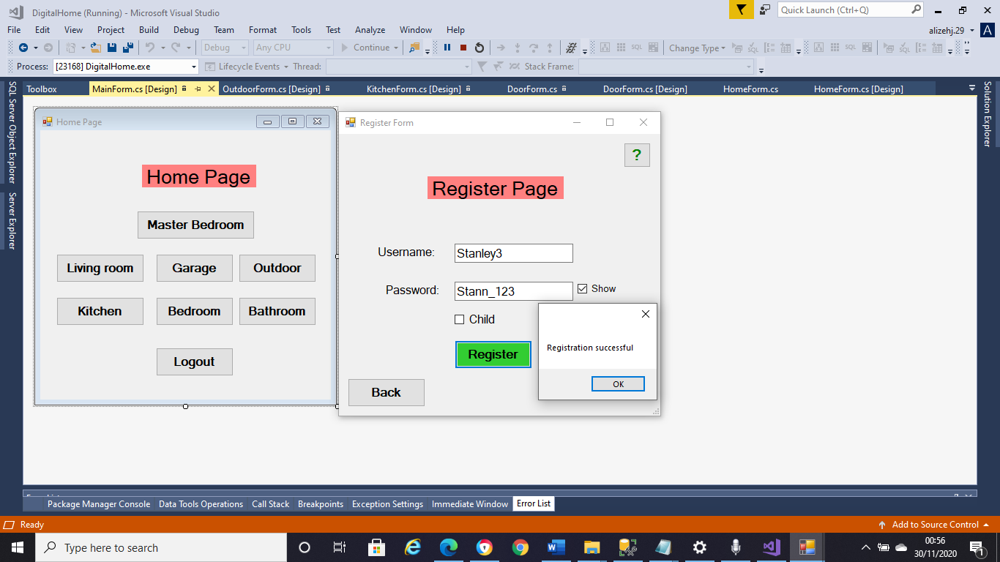 DigitalHome (Running) - Microsoft Visual Studio
Quick Launch (Ctrl+Q)
File Edit View Project Build Debug Team Format Tools Test Analyze Window Help
alizehj.29 A
Debug Any CPU Continue SQL Change Type SQL SQL SQL
Process: [23168] DigitalHome.exe Lifecycle Events Thread: Stack Frame:
Toolbox MainForm.cs [Design] OutdoorForm.cs [Design] KitchenForm.cs [Design] DoorForm.cs DoorForm.cs [Design] HomeForm.cs HomeForm.cs [Design]
SQL Server Object Explorer
Server Explorer
Solution Explorer
Home Page
Home Page
Master Bedroom
Living room Garage Outdoor
Kitchen Bedroom Bathroom
Logout
Register Form
?
Register Page
Username: Stanley3
Password: Stann_123 Show
Child
Register
Back
Registration successful
OK
Package Manager Console Data Tools Operations Call Stack Breakpoints Exception Settings Immediate Window Error List
Ready
Add to Source Control
Type here to search
00:56
30/11/2020
1